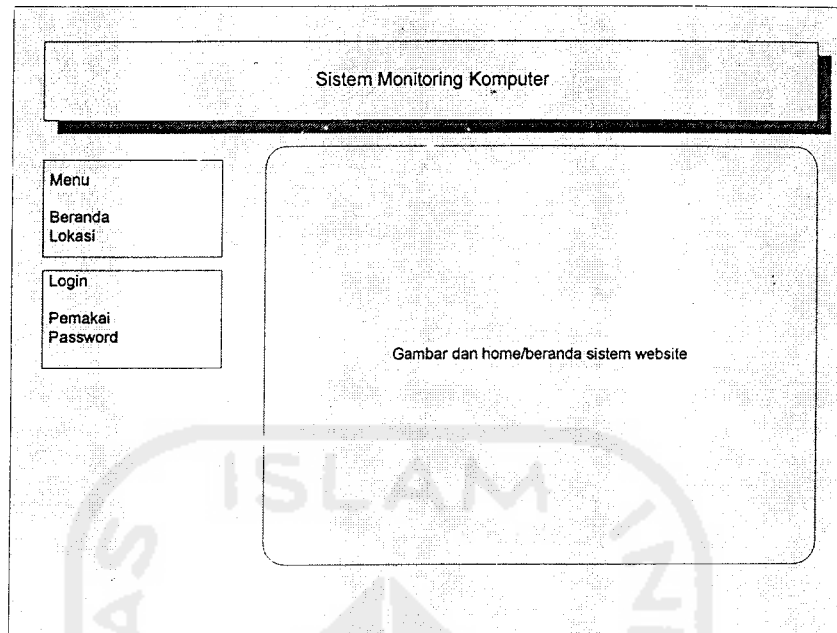 Sistem Monitoring Komputer
Menu
Beranda
Lokasi
Login
Pemakai
Password
Gambar dan home/beranda sistem website
ISLAM